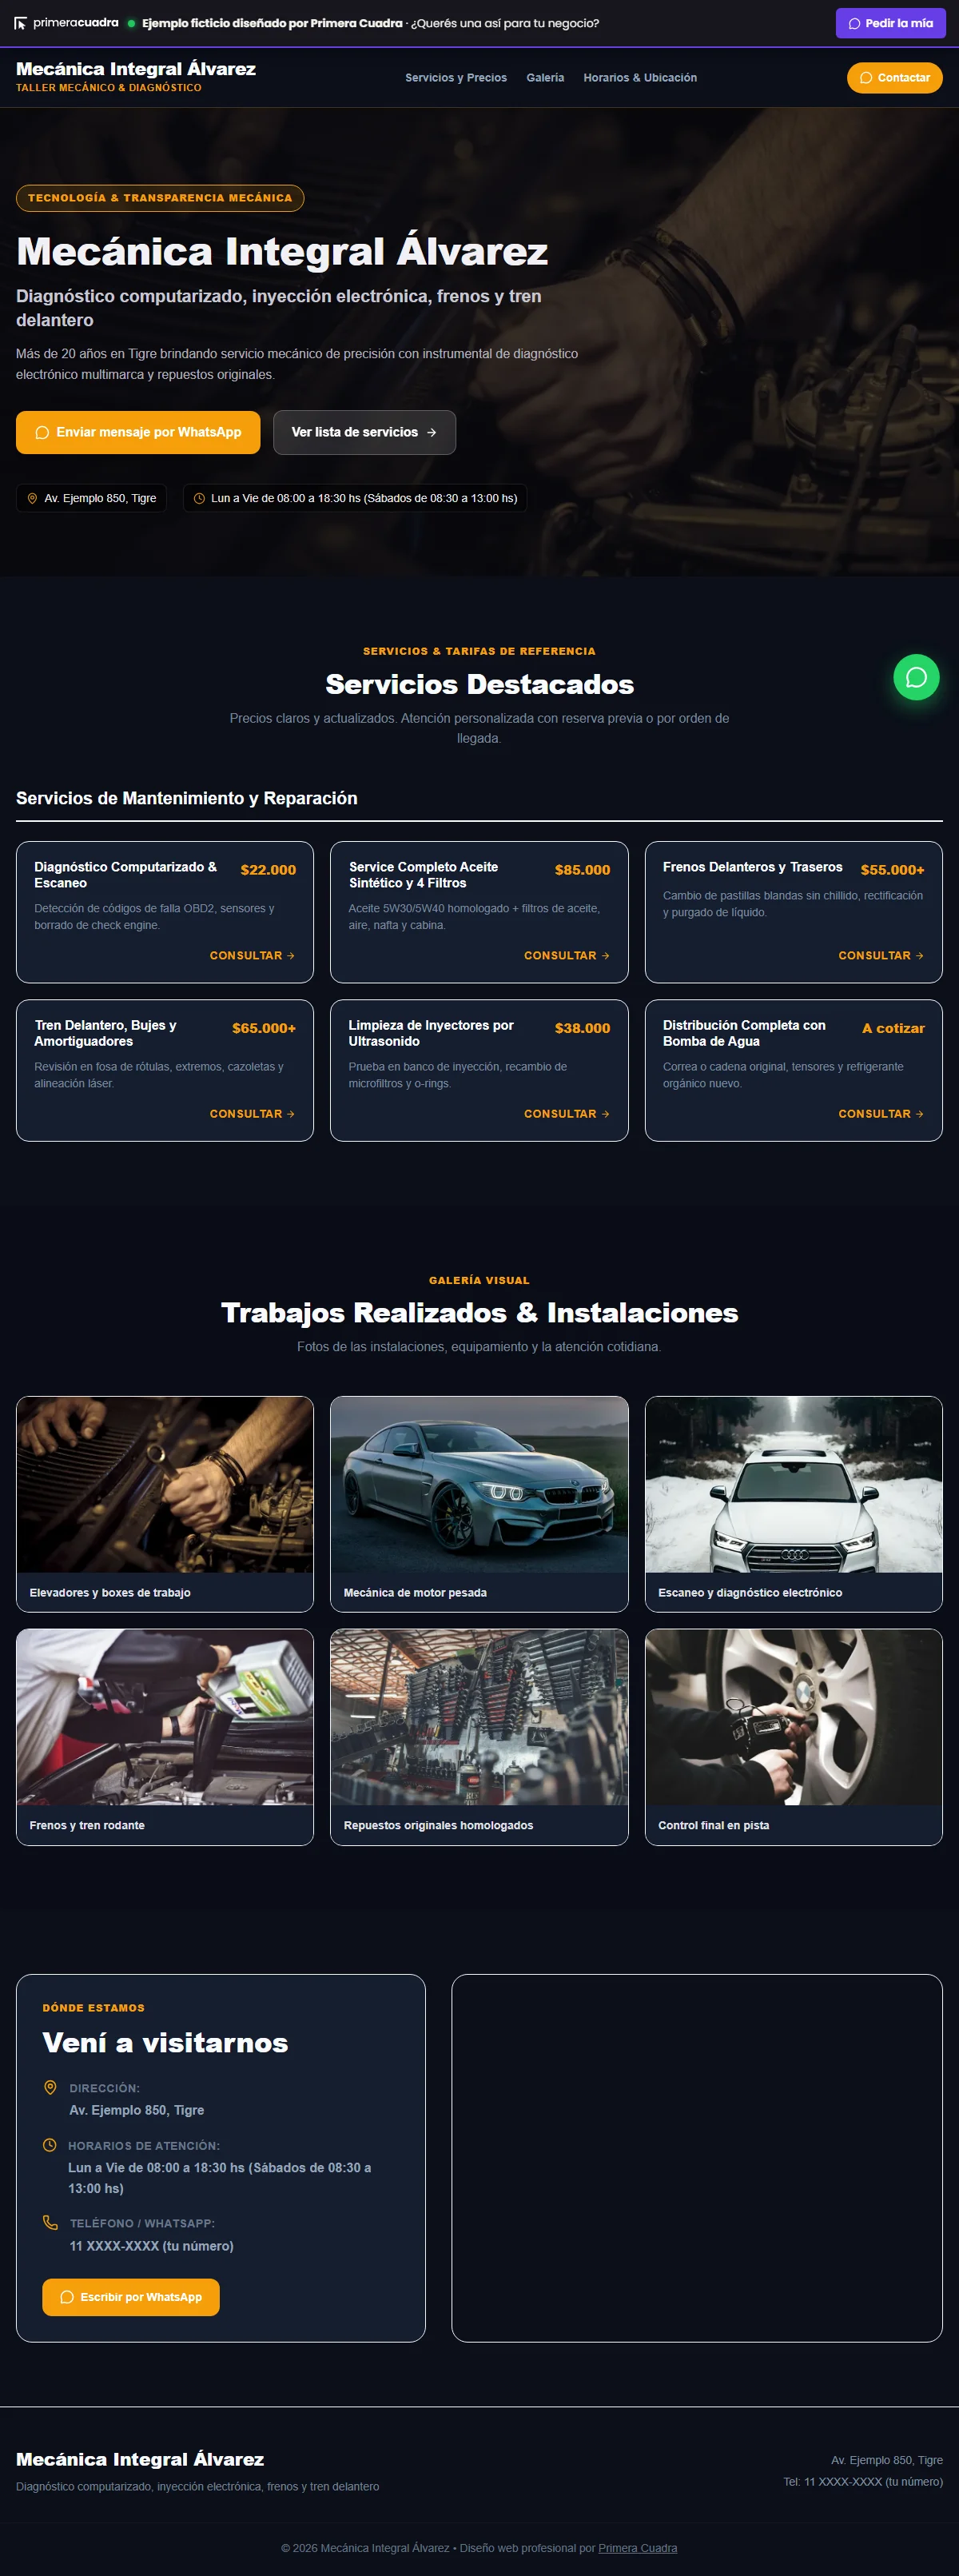 primeracuadra Ejemplo ficticio diseñado por Primera Cuadra · ¿Querés una así para tu negocio? Pedir la mía
Mecánica Integral Álvarez
TALLER MECÁNICO & DIAGNÓSTICO
Servicios y Precios Galería Horarios & Ubicación
Contactar
TECNOLOGÍA & TRANSPARENCIA MECÁNICA
Mecánica Integral Álvarez
Diagnóstico computarizado, inyección electrónica, frenos y tren
delantero
Más de 20 años en Tigre brindando servicio mecánico de precisión con instrumental de diagnóstico
electrónico multimarca y repuestos originales.
Enviar mensaje por WhatsApp Ver lista de servicios →
Av. Ejemplo 850, Tigre Lun a Vie de 08:00 a 18:30 hs (Sábados de 08:30 a 13:00 hs)
SERVICIOS & TARIFAS DE REFERENCIA
Servicios Destacados
Precios claros y actualizados. Atención personalizada con reserva previa o por orden de
llegada.
Servicios de Mantenimiento y Reparación
Diagnóstico Computarizado &
Escaneo
$22.000
Detección de códigos de falla OBD2, sensores y
borrado de check engine.
CONSULTAR →
Service Completo Aceite
Sintético y 4 Filtros
$85.000
Aceite 5W30/5W40 homologado + filtros de aceite,
aire, nafta y cabina.
CONSULTAR →
Frenos Delanteros y Traseros
$55.000+
Cambio de pastillas blandas sin chillido, rectificación
y purgado de líquido.
CONSULTAR →
Tren Delantero, Bujes y
Amortiguadores
$65.000+
Revisión en fosa de rótulas, extremos, cazoletas y
alineación láser.
CONSULTAR →
Limpieza de Inyectores por
Ultrasonido
$38.000
Prueba en banco de inyección, recambio de
microfiltros y o-rings.
CONSULTAR →
Distribución Completa con
Bomba de Agua
A cotizar
Correa o cadena original, tensores y refrigerante
orgánico nuevo.
CONSULTAR →
GALERÍA VISUAL
Trabajos Realizados & Instalaciones
Fotos de las instalaciones, equipamiento y la atención cotidiana.
Elevadores y boxes de trabajo
Mecánica de motor pesada
Escaneo y diagnóstico electrónico
Frenos y tren rodante
Repuestos originales homologados
Control final en pista
DÓNDE ESTAMOS
Vení a visitarnos
DIRECCIÓN:
Av. Ejemplo 850, Tigre
HORARIOS DE ATENCIÓN:
Lun a Vie de 08:00 a 18:30 hs (Sábados de 08:30 a
13:00 hs)
TELÉFONO / WHATSAPP:
11 XXXX-XXXX (tu número)
Escribir por WhatsApp
Mecánica Integral Álvarez
Diagnóstico computarizado, inyección electrónica, frenos y tren delantero
Av. Ejemplo 850, Tigre
Tel: 11 XXXX-XXXX (tu número)
© 2026 Mecánica Integral Álvarez • Diseño web profesional por Primera Cuadra